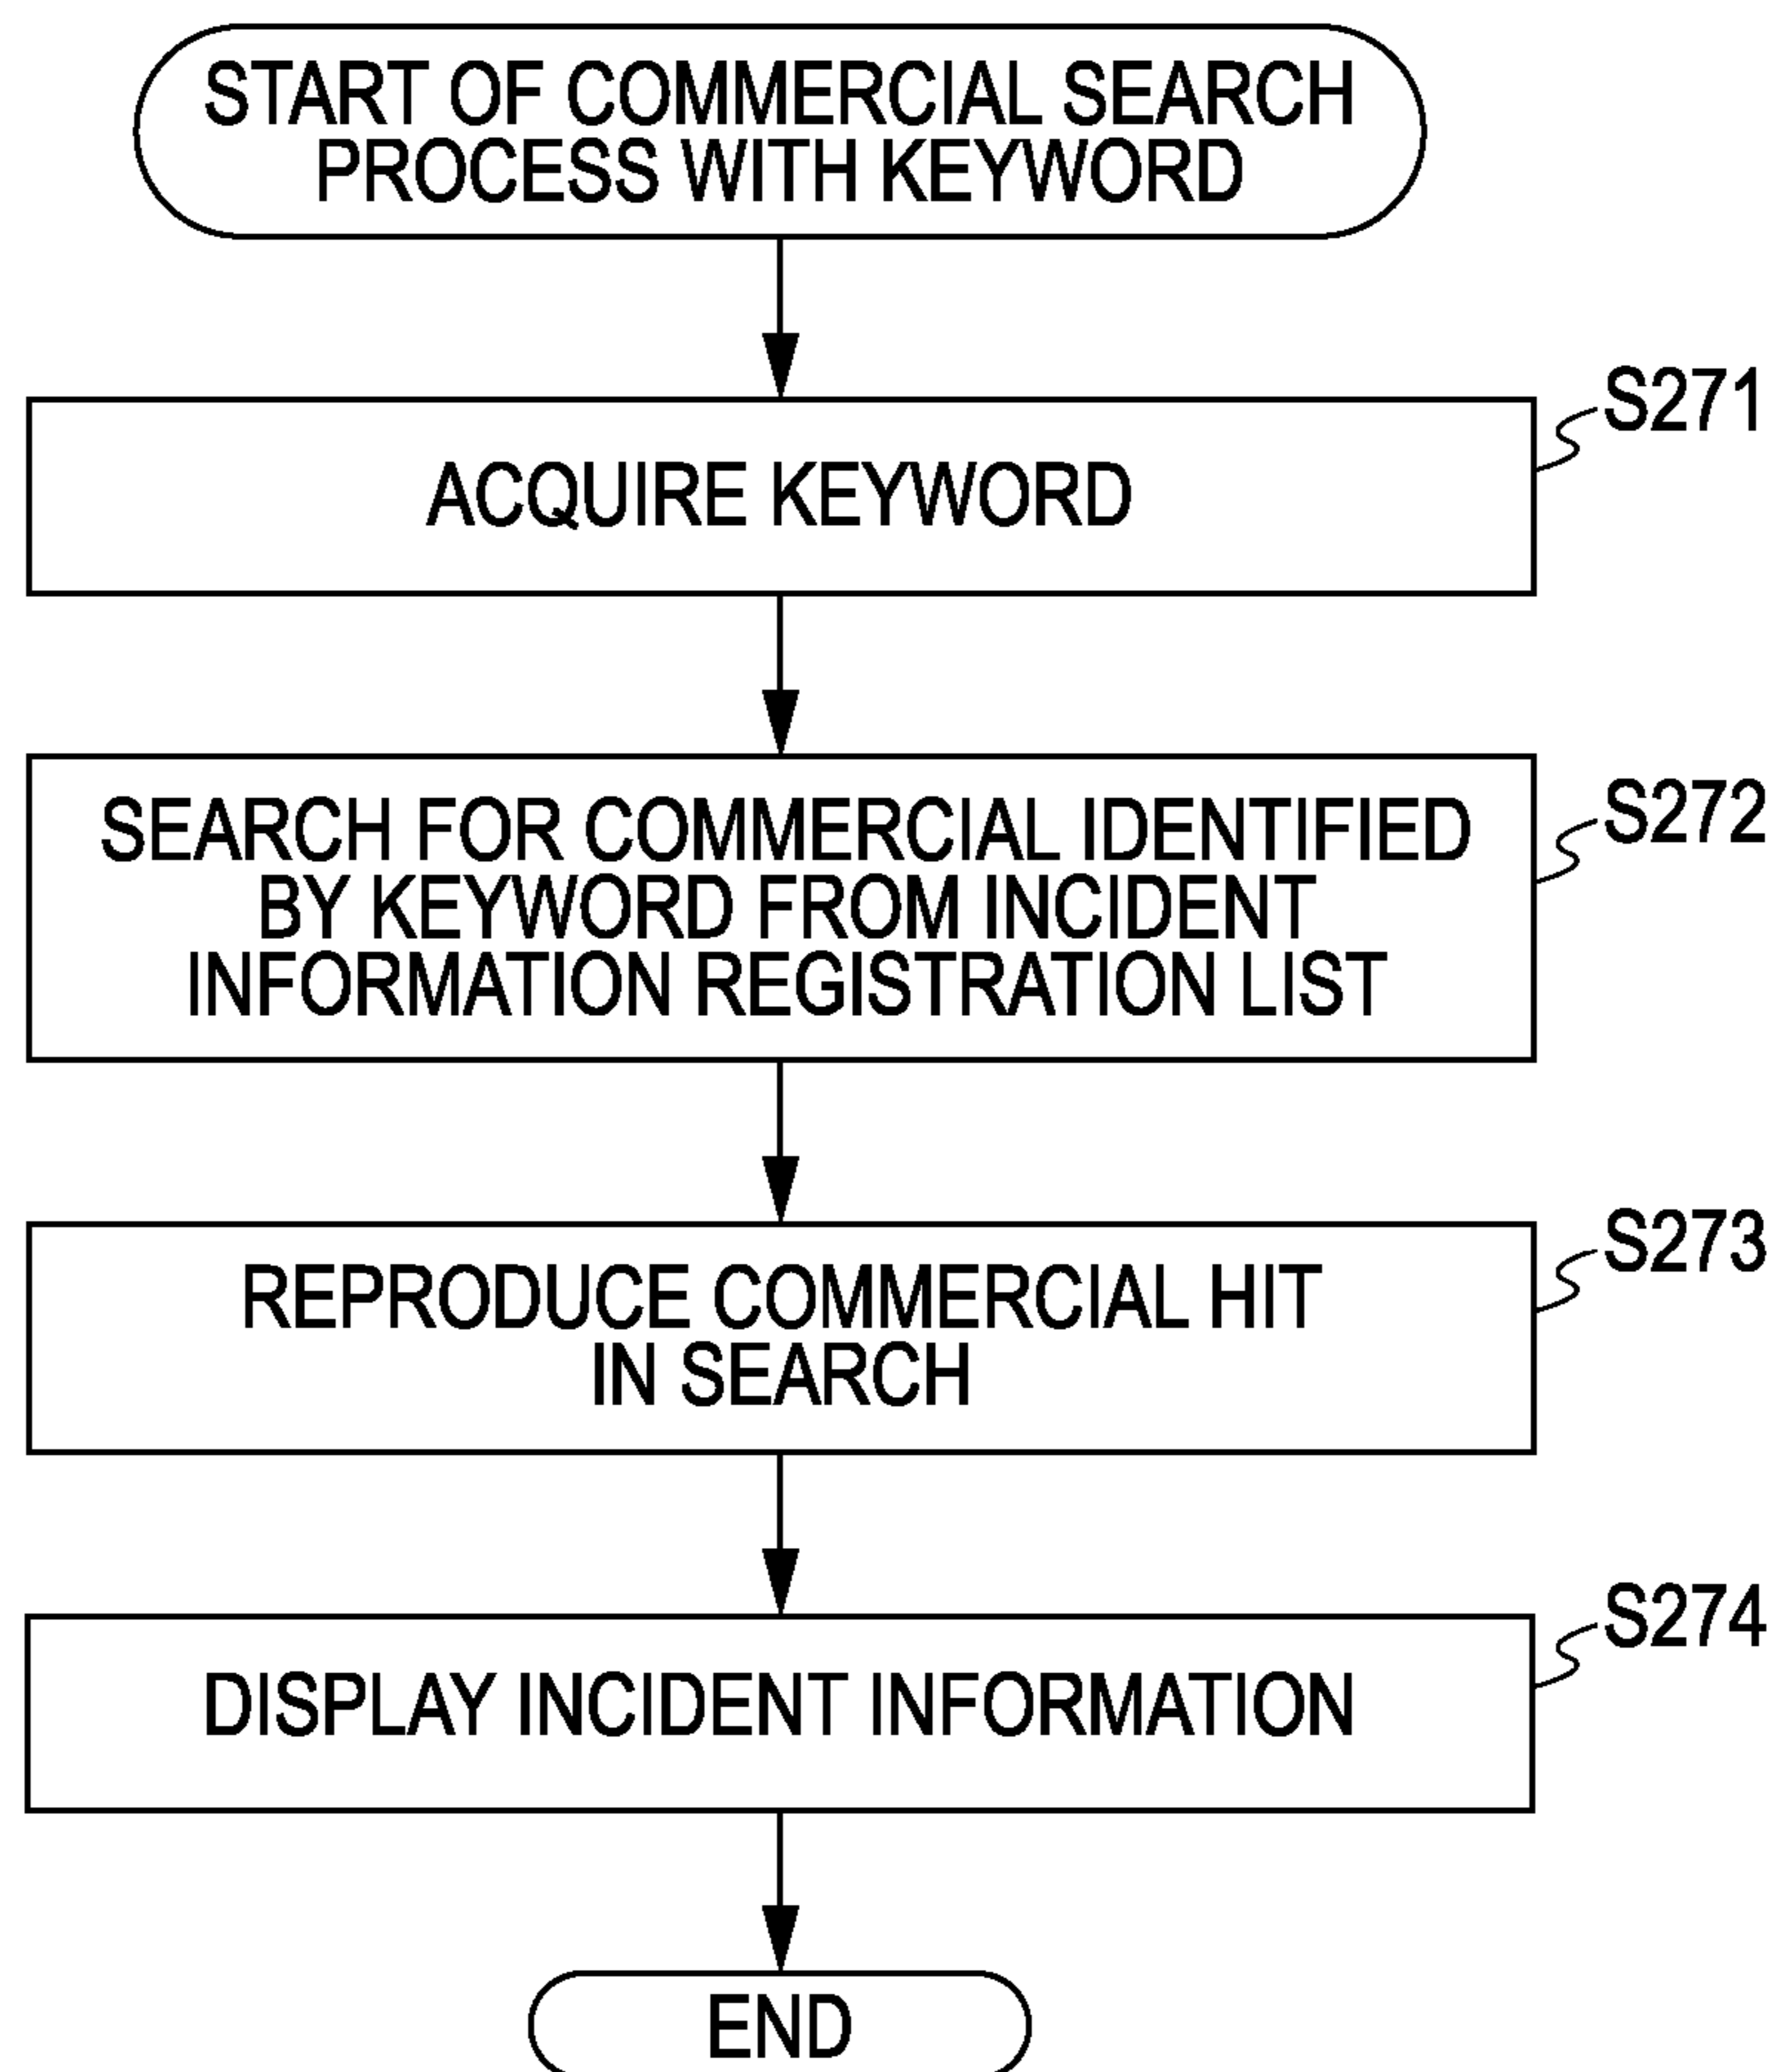 START OF COMMERCIAL SEARCH
PROCESS WITH KEYWORD
S271
ACQUIRE KEYWORD
S272
SEARCH FOR COMMERCIAL IDENTIFIED
BY KEYWORD FROM INCIDENT
INFORMATION REGISTRATION LIST
S273
REPRODUCE COMMERCIAL HIT
IN SEARCH
S274
DISPLAY INCIDENT INFORMATION
END